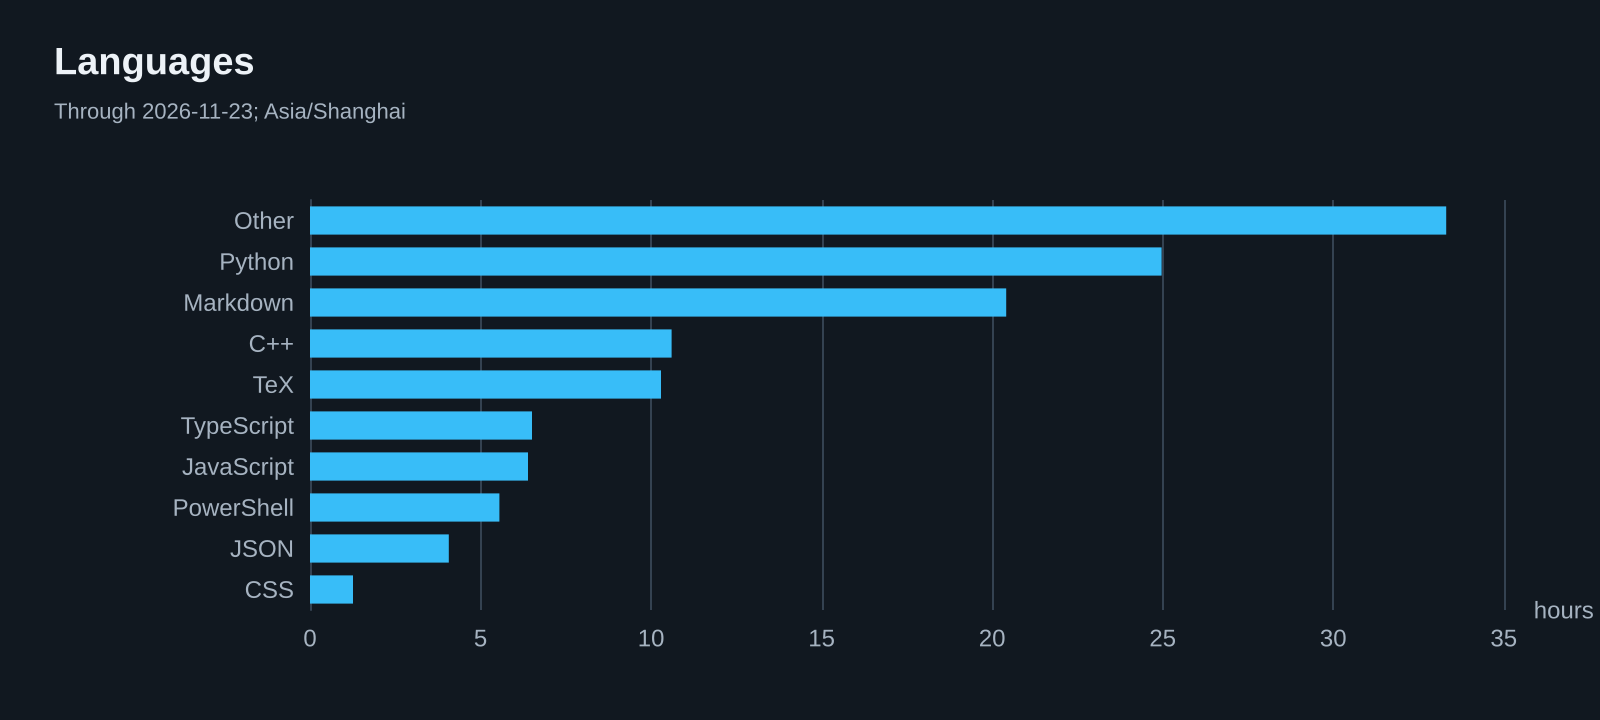 Languages
Through 2026-11-23; Asia/Shanghai
Other
Python
Markdown
C++
TeX
TypeScript
JavaScript
PowerShell
JSON
CSS
hours
0 5 10 15 20 25 30 35